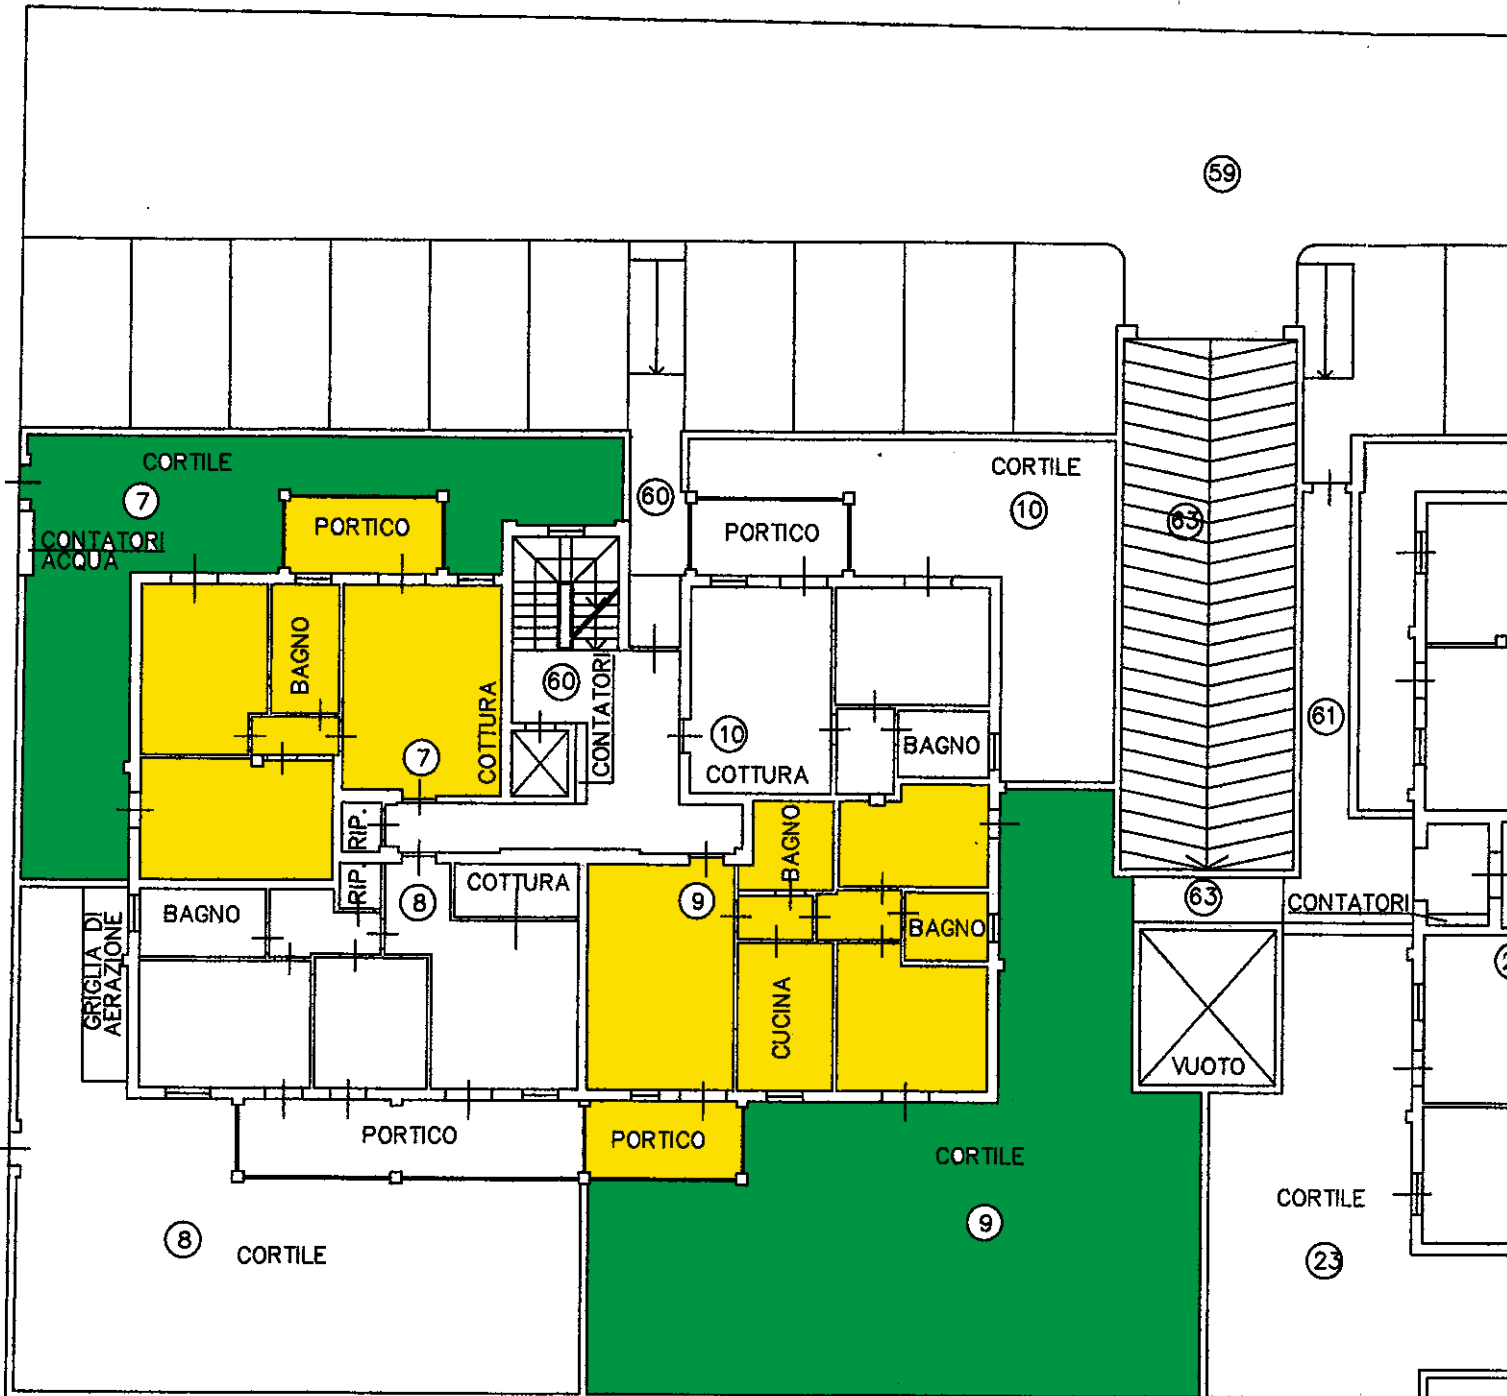 59
CORTILE
7
PORTICO
CONTATORI
ACQUA
60
PORTICO
CORTILE
10
63
BAGNO
COTTURA
7
60
CONTATORI
10
COTTURA
BAGNO
61
RIP.
RIP.
8
COTTURA
BAGNO
9
BAGNO
63
CONTATORI
BAGNO
GRIGLIA DI
AERAZIONE
CUCINA
VUOTO
PORTICO
PORTICO
CORTILE
9
8
CORTILE
CORTILE
23